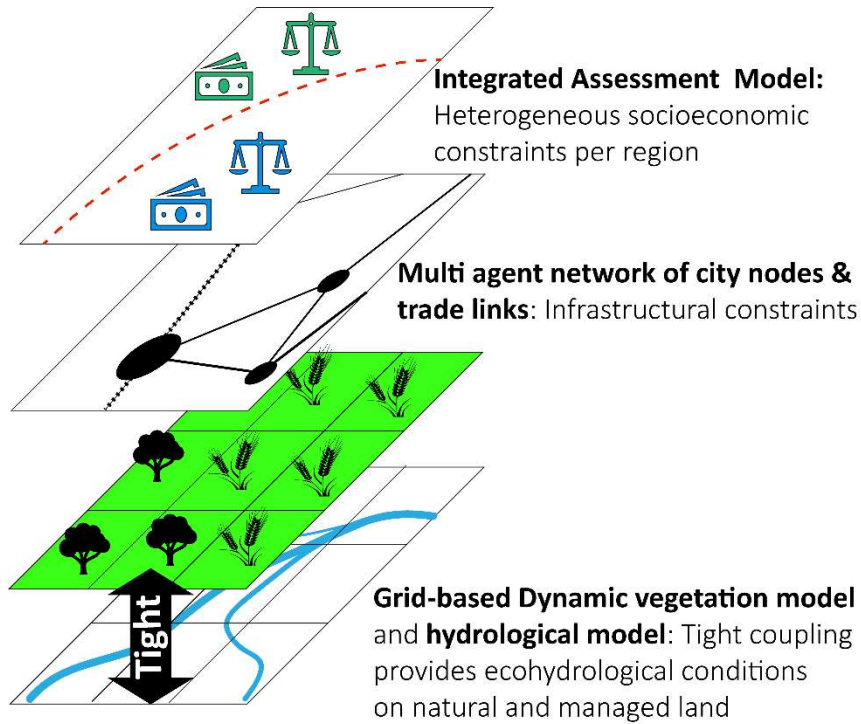 Integrated Assessment Model:
Heterogeneous socioeconomic
constraints per region
Multi agent network of city nodes &
trade links: Infrastructural constraints
Tight
Grid-based Dynamic vegetation model
and hydrological model: Tight coupling
provides ecohydrological conditions
on natural and managed land